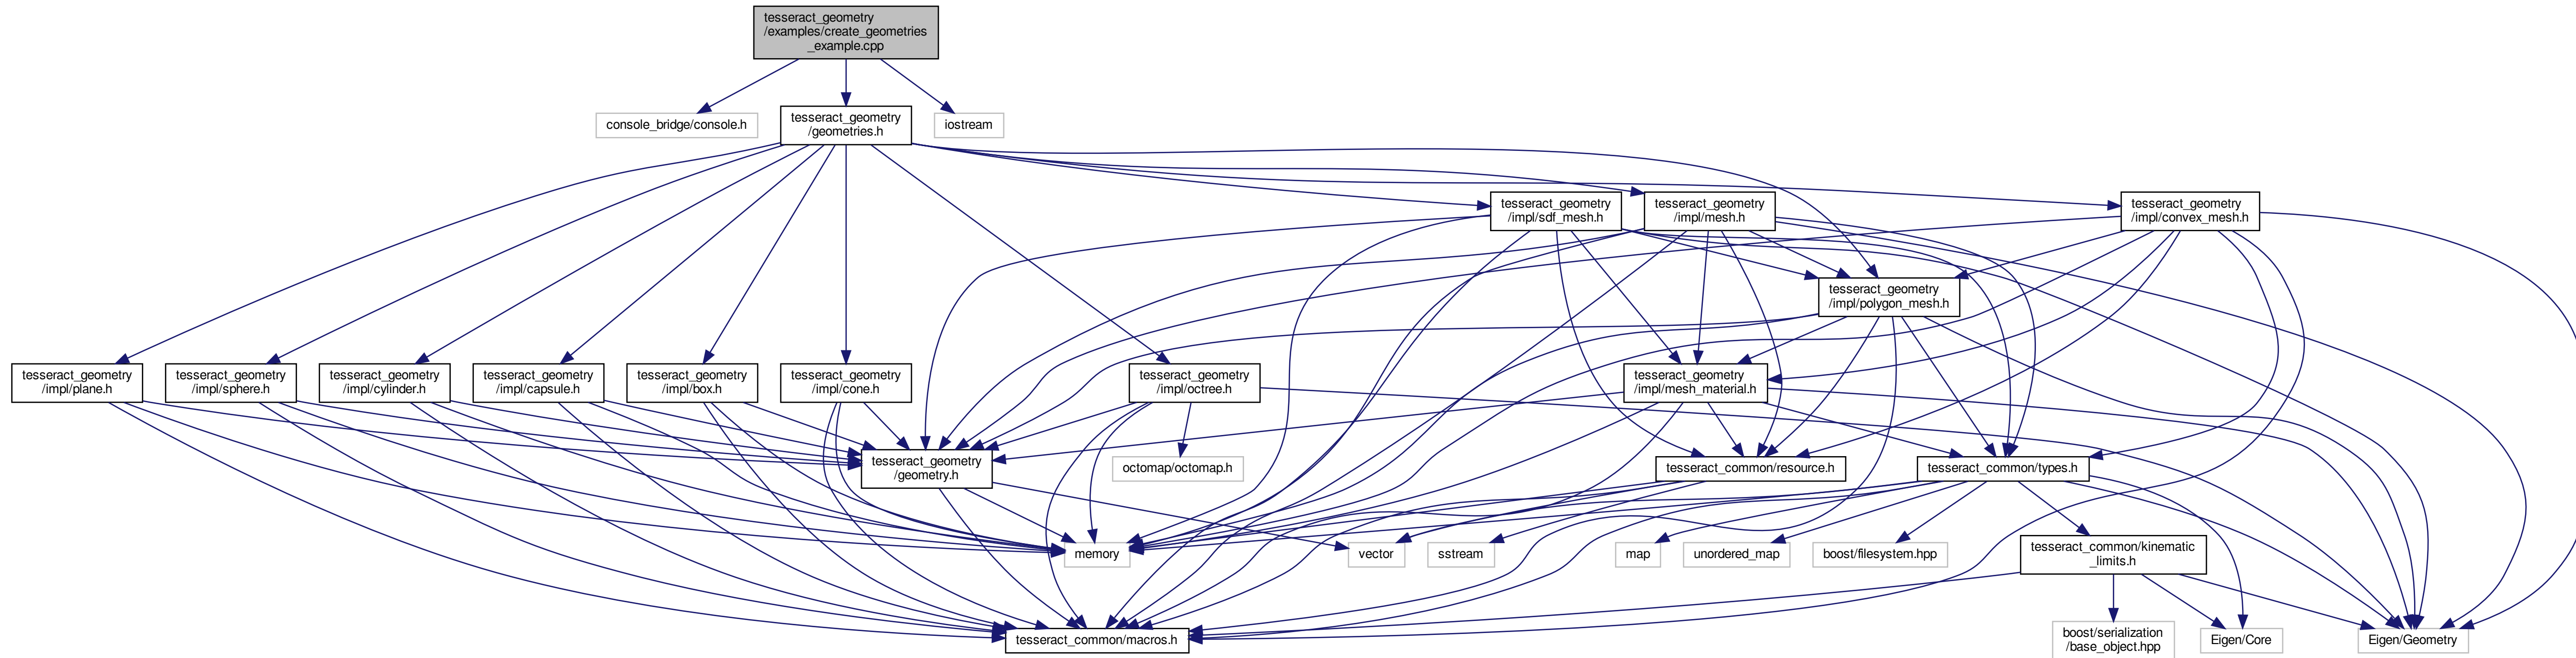 tesseract_geometry
/examples/create_geometries
_example.cpp
console_bridge/console.h
tesseract_geometry
/geometries.h
iostream
tesseract_geometry
/impl/sdf_mesh.h
tesseract_geometry
/impl/mesh.h
tesseract_geometry
/impl/convex_mesh.h
tesseract_geometry
/impl/polygon_mesh.h
tesseract_geometry
/impl/plane.h
tesseract_geometry
/impl/sphere.h
tesseract_geometry
/impl/cylinder.h
tesseract_geometry
/impl/capsule.h
tesseract_geometry
/impl/box.h
tesseract_geometry
/impl/cone.h
tesseract_geometry
/impl/octree.h
tesseract_geometry
/impl/mesh_material.h
tesseract_geometry
/geometry.h
octomap/octomap.h
tesseract_common/resource.h
tesseract_common/types.h
memory
vector
sstream
map
unordered_map
boost/filesystem.hpp
tesseract_common/kinematic
_limits.h
tesseract_common/macros.h
boost/serialization
/base_object.hpp
Eigen/Core
Eigen/Geometry